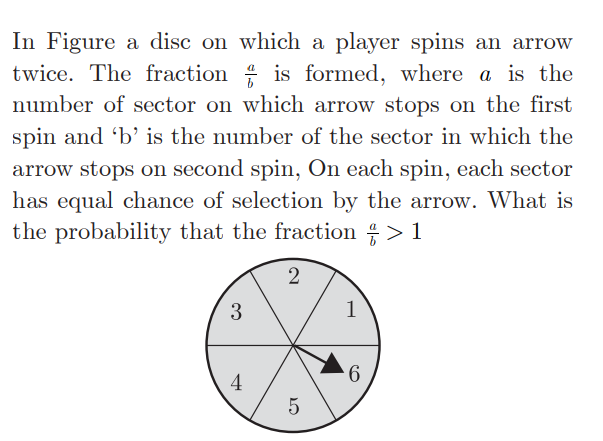 In Figure a disc on which a player spins an arrow
twice. The fraction a/b is formed, where a is the
number of sector on which arrow stops on the first
spin and ‘b’ is the number of the sector in which the
arrow stops on second spin, On each spin, each sector
has equal chance of selection by the arrow. What is
the probability that the fraction a/b > 1
2
3 1
4 6
5